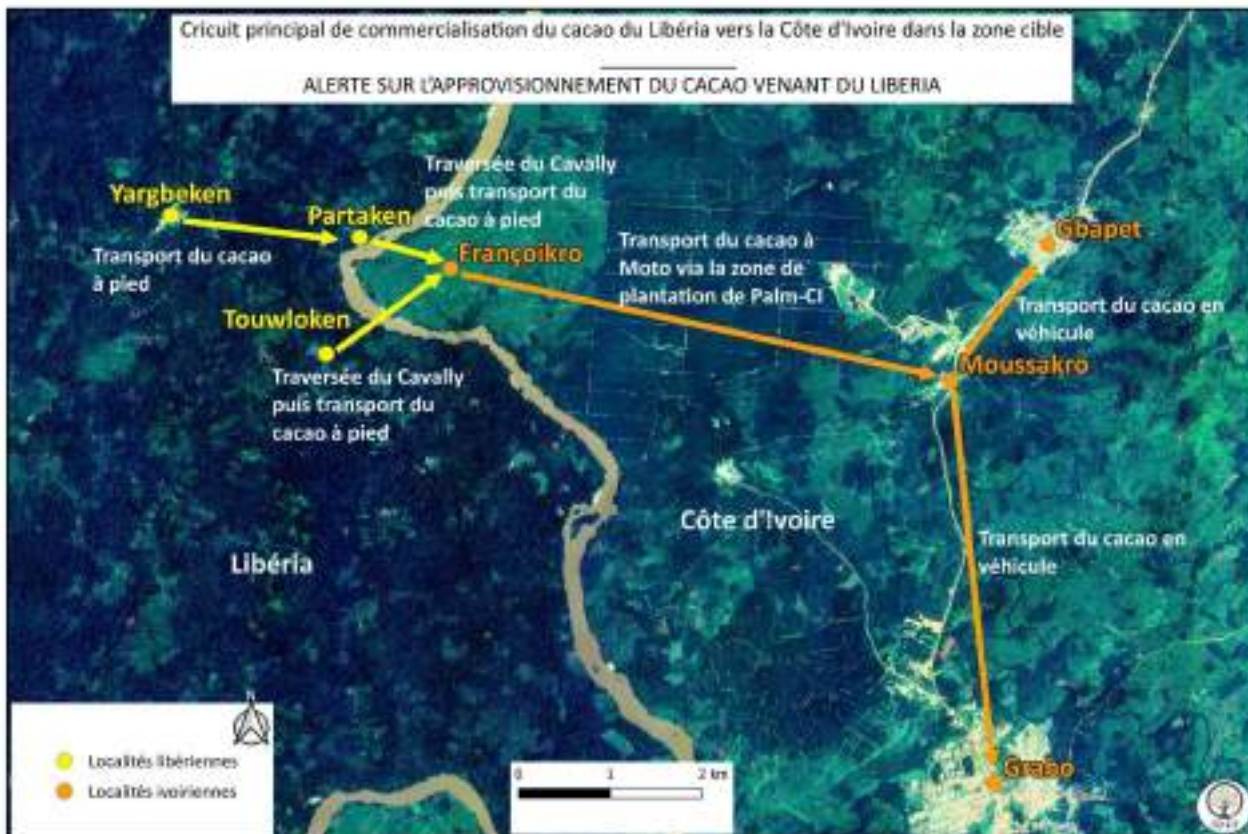 Cricuit principal de commercialisation du cacao du Libéria vers la Côte d'Ivoire dans la zone cible
ALERTE SUR L'APPROVISIONNEMENT DU CACAO VENANT DU LIBERIA
Yargbeken
Transport du cacao
à pied
Partaken
Traversée du Cavally
puis transport du
cacao à pied
Françoikro
Touwloken
Traversée du Cavally
puis transport du
cacao à pied
Transport du cacao à
Moto via la zone de
plantation de Palm-CI
Gbapet
Transport du cacao en
véhicule
Moussakro
Côte d'Ivoire
Libéria
Transport du cacao en
véhicule
Grabo
N
Localités libériennes
Localités ivoiriennes
0 1 2 km